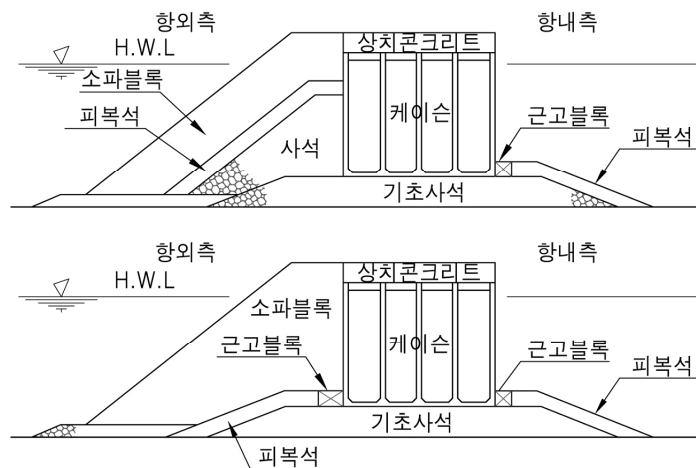 항외측
항내측
H.W.L
상치콘크리트
소파블록
피복석
케이슨
근고블록
사석
피복석
기초사석
항외측
항내측
H.W.L
상치콘크리트
소파블록
근고블록
케이슨
근고블록
피복석
기초사석
피복석